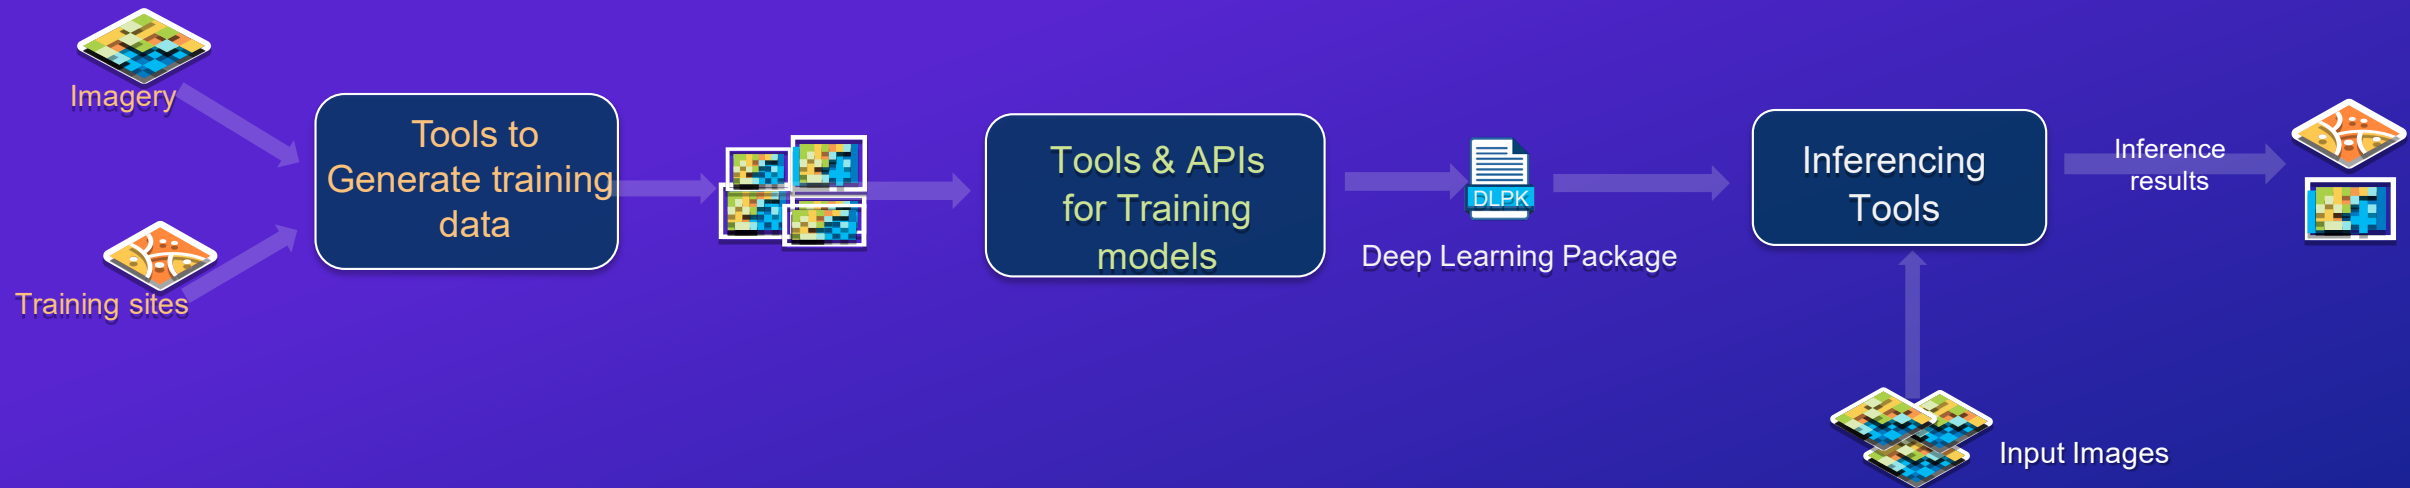 Imagery
Training sites
Tools to
Generate training
data
Tools & APIs
for Training
models
DLPK
Deep Learning Package
Inferencing
Tools
Inference
results
Input Images